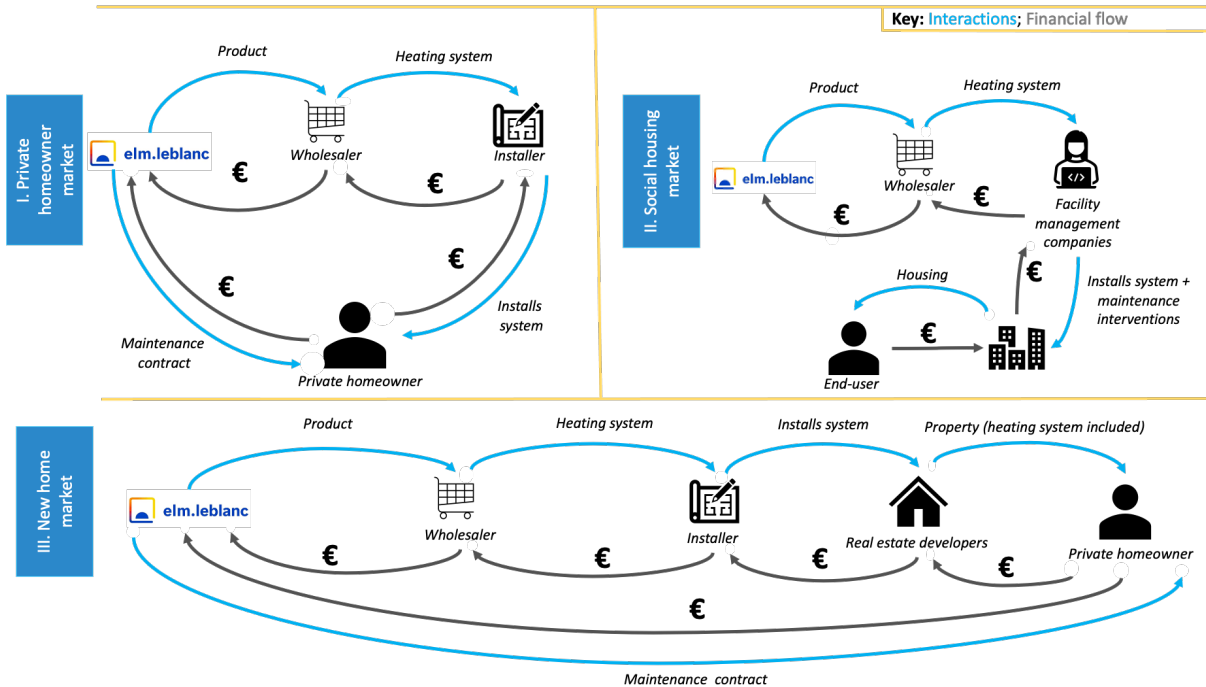 Key: Interactions; Financial flow
I. Private
homeowner
market
Product
Heating system
elm.leblanc
Wholesaler
Installer
€
€
€
€
Installs
system
Maintenance
contract
Private homeowner
II. Social housing
market
Product
Heating system
elm.leblanc
Wholesaler
</>
€
€
Facility
management
companies
€
Housing
Installs system +
maintenance
interventions
€
End-user
III. New home
market
Product
Heating system
Installs system
Property (heating system included)
elm.leblanc
Wholesaler
Installer
Real estate developers
Private homeowner
€
€
€
€
€
Maintenance contract